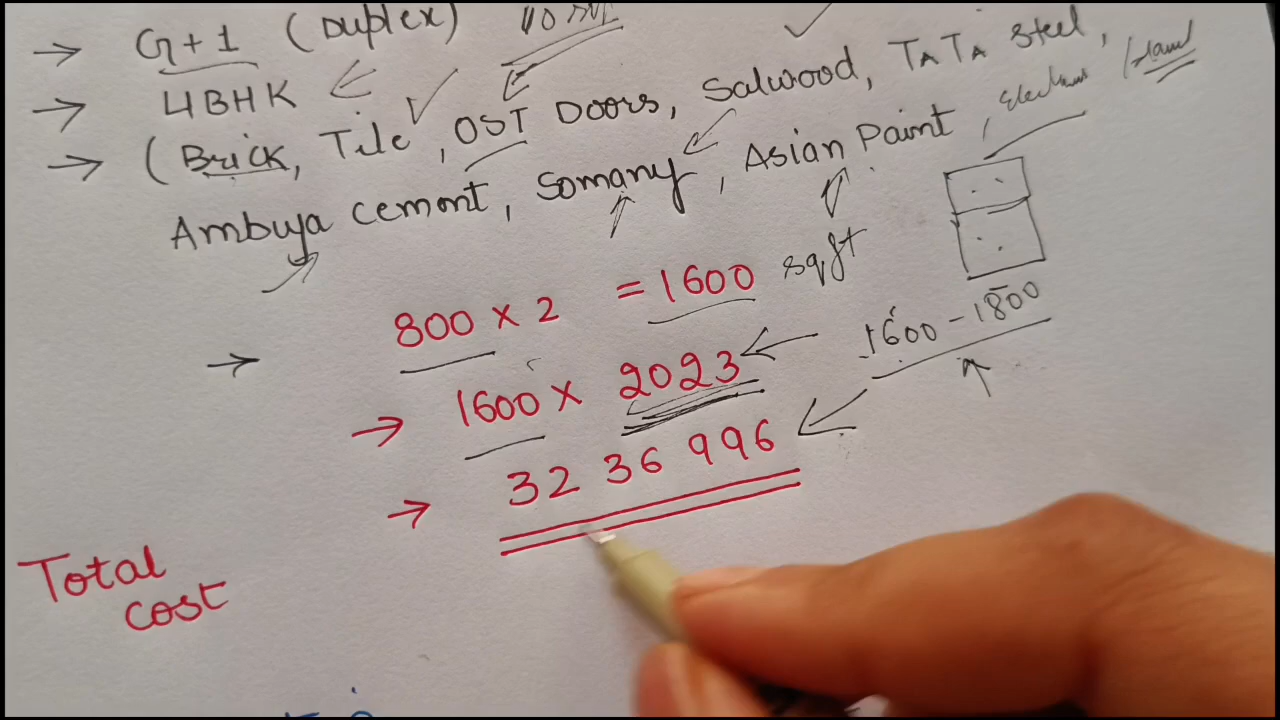 → G+1 (Duplex)
→ 4BHK
→ (Brick, Tile, OST Doors, Salwood, TATA Steel,
Ambuja cement, Somany, Asian Paint,
→ 800 x 2 = 1600 sqft
→ 1600 x 2023
1600 - 1800
→ 32 36 996
Total
cost